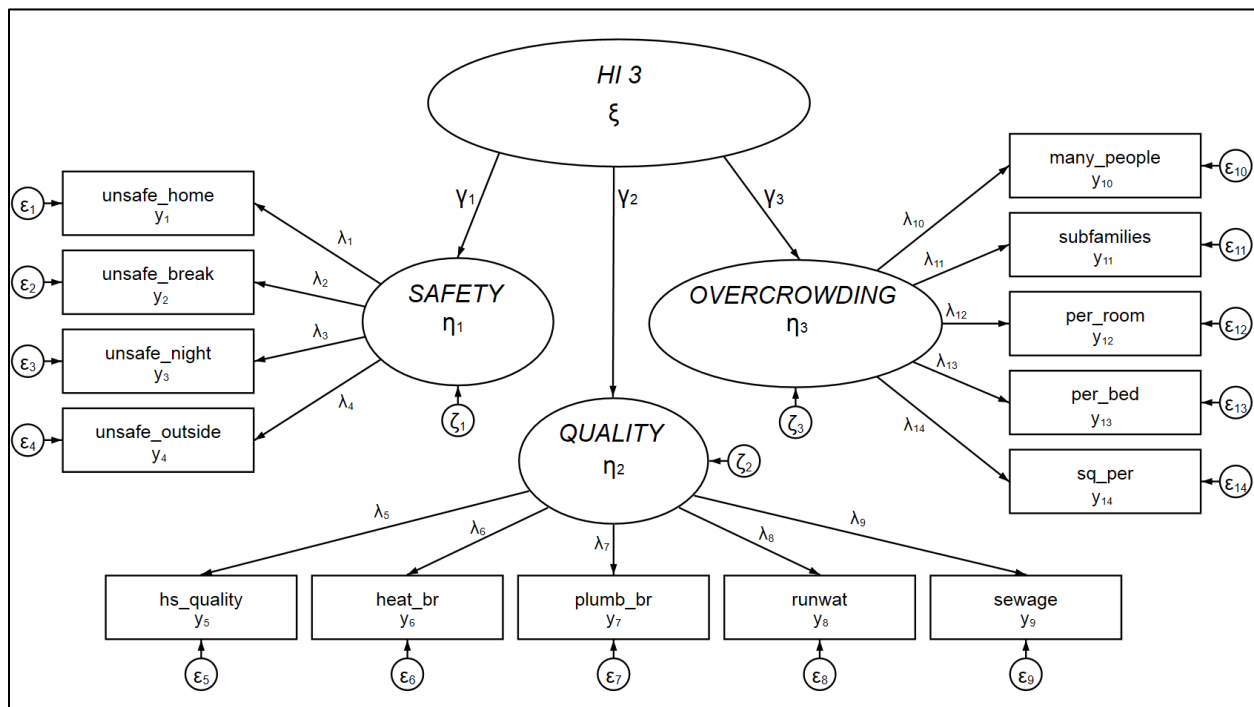 HI 3
ξ
γ₁
γ₂
γ₃
SAFETY
η₁
ζ₁
OVERCROWDING
η₃
ζ₃
QUALITY
η₂
ζ₂
ε₁
unsafe_home
y₁
λ₁
ε₂
unsafe_break
y₂
λ₂
ε₃
unsafe_night
y₃
λ₃
ε₄
unsafe_outside
y₄
λ₄
λ₁₀
many_people
y₁₀
ε₁₀
λ₁₁
subfamilies
y₁₁
ε₁₁
λ₁₂
per_room
y₁₂
ε₁₂
λ₁₃
per_bed
y₁₃
ε₁₃
λ₁₄
sq_per
y₁₄
ε₁₄
λ₅
λ₆
λ₇
λ₈
λ₉
hs_quality
y₅
ε₅
heat_br
y₆
ε₆
plumb_br
y₇
ε₇
runwat
y₈
ε₈
sewage
y₉
ε₉